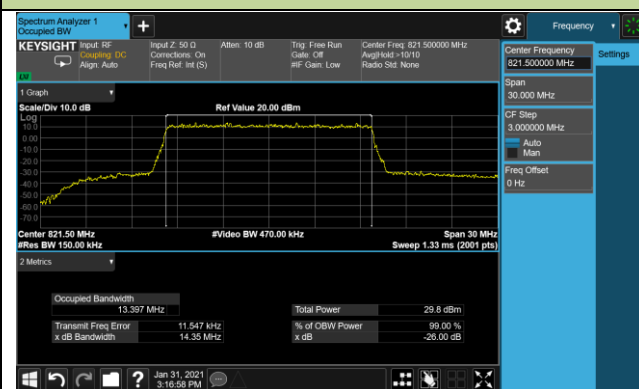 Spectrum Analyzer 1
Occupied BW
Frequency
KEYSIGHT
Input: RF
Coupling: DC
Align: Auto
Input Z: 50 Ω
Corrections: On
Freq Ref: Int (S)
Atten: 10 dB
Trig: Free Run
Gate: Off
#IF Gain: Low
Center Freq: 821.500000 MHz
Avg|Hold:>10/10
Radio Std: None
Center Frequency
821.500000 MHz
Settings
Span
30.000 MHz
CF Step
3.000000 MHz
Auto
Man
Freq Offset
0 Hz
1 Graph
Scale/Div 10.0 dB
Ref Value 20.00 dBm
Log
10.0
0.00
-10.0
-20.0
-30.0
-40.0
-50.0
-60.0
-70.0
Center 821.50 MHz
#Video BW 470.00 kHz
Span 30 MHz
#Res BW 150.00 kHz
Sweep 1.33 ms (2001 pts)
2 Metrics
Occupied Bandwidth
13.397 MHz
Total Power
29.8 dBm
Transmit Freq Error
11.547 kHz
% of OBW Power
99.00 %
x dB Bandwidth
14.35 MHz
x dB
-26.00 dB
?
Jan 31, 2021
3:16:58 PM